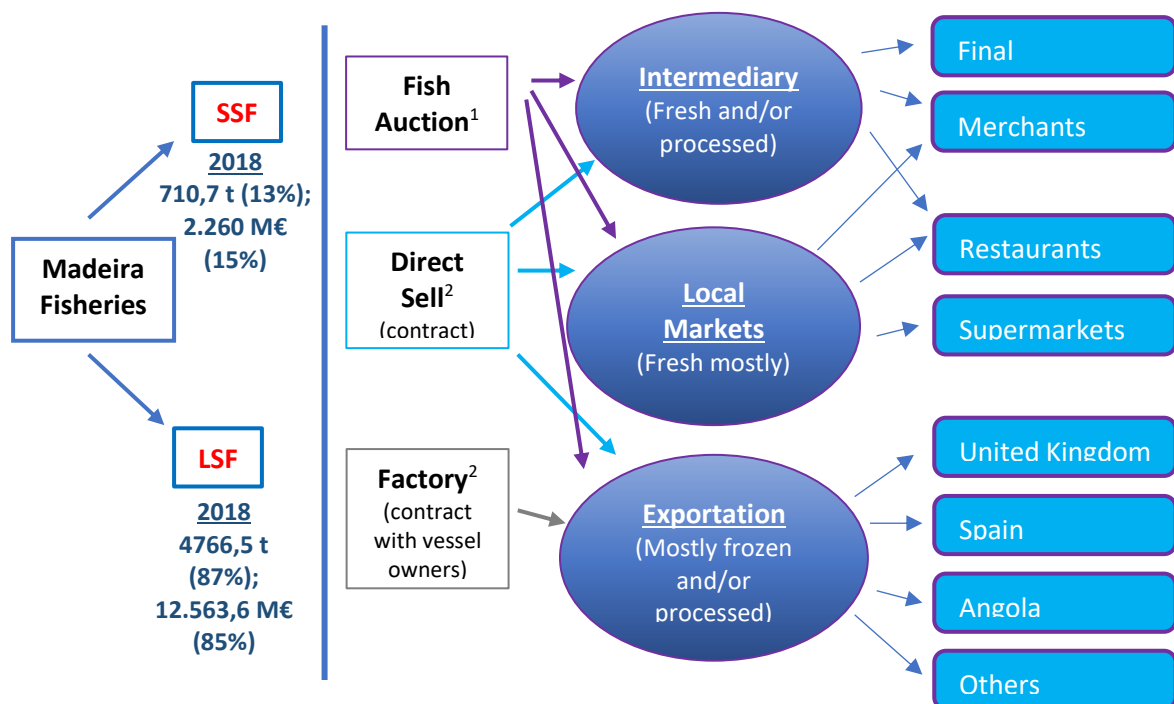 Madeira
Fisheries
SSF
2018
710,7 t (13%);
2.260 M€
(15%)
LSF
2018
4766,5 t
(87%);
12.563,6 M€
(85%)
Fish
Auction¹
Direct
Sell²
(contract)
Factory²
(contract
with vessel
owners)
Intermediary
(Fresh and/or
processed)
Local
Markets
(Fresh mostly)
Exportation
(Mostly frozen
and/or
processed)
Final
Merchants
Restaurants
Supermarkets
United Kingdom
Spain
Angola
Others